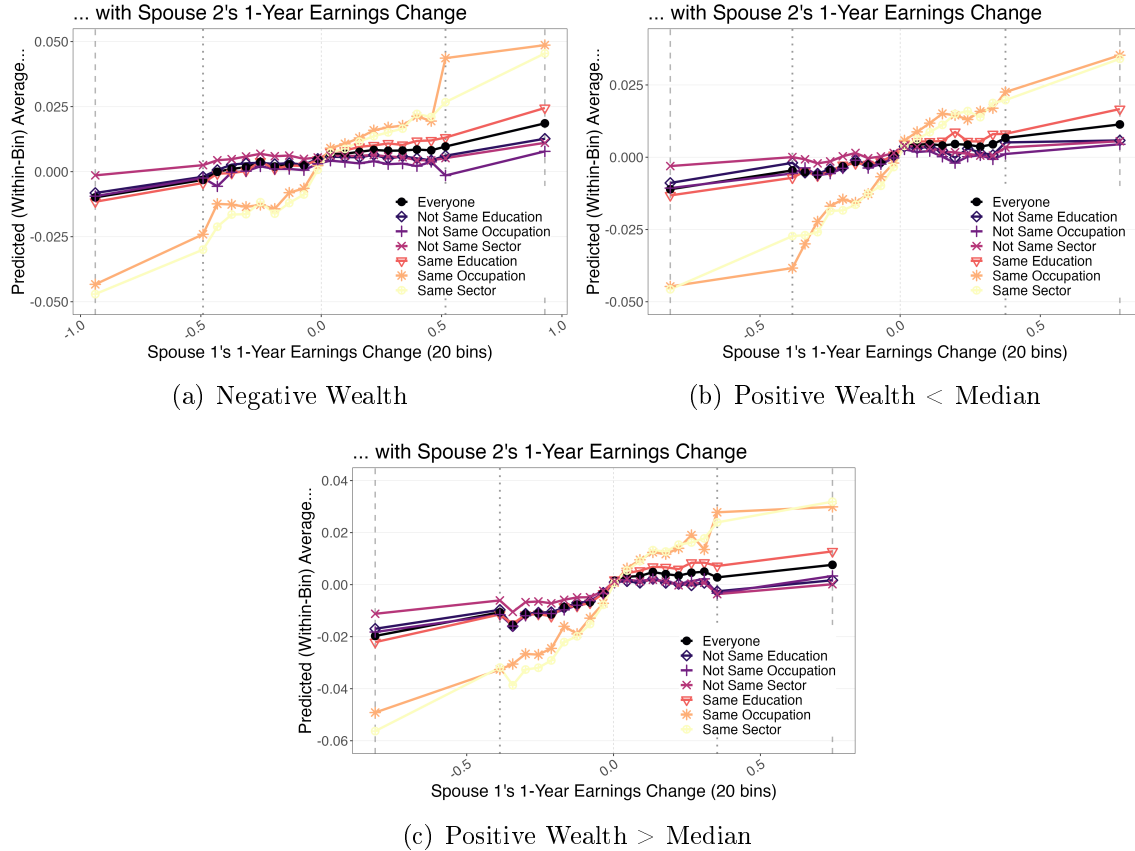 ... with Spouse 2's 1-Year Earnings Change
Predicted (Within-Bin) Average...
0.050
0.025
0.000
-0.025
-0.050
Everyone
Not Same Education
Not Same Occupation
Not Same Sector
Same Education
Same Occupation
Same Sector
-1.0 -0.5 0.0 0.5 1.0
Spouse 1's 1-Year Earnings Change (20 bins)
(a) Negative Wealth
... with Spouse 2's 1-Year Earnings Change
Predicted (Within-Bin) Average...
0.025
0.000
-0.025
-0.050
Everyone
Not Same Education
Not Same Occupation
Not Same Sector
Same Education
Same Occupation
Same Sector
-0.5 0.0 0.5
Spouse 1's 1-Year Earnings Change (20 bins)
(b) Positive Wealth < Median
... with Spouse 2's 1-Year Earnings Change
Predicted (Within-Bin) Average...
0.04
0.02
0.00
-0.02
-0.04
-0.06
Everyone
Not Same Education
Not Same Occupation
Not Same Sector
Same Education
Same Occupation
Same Sector
-0.5 0.0 0.5
Spouse 1's 1-Year Earnings Change (20 bins)
(c) Positive Wealth > Median